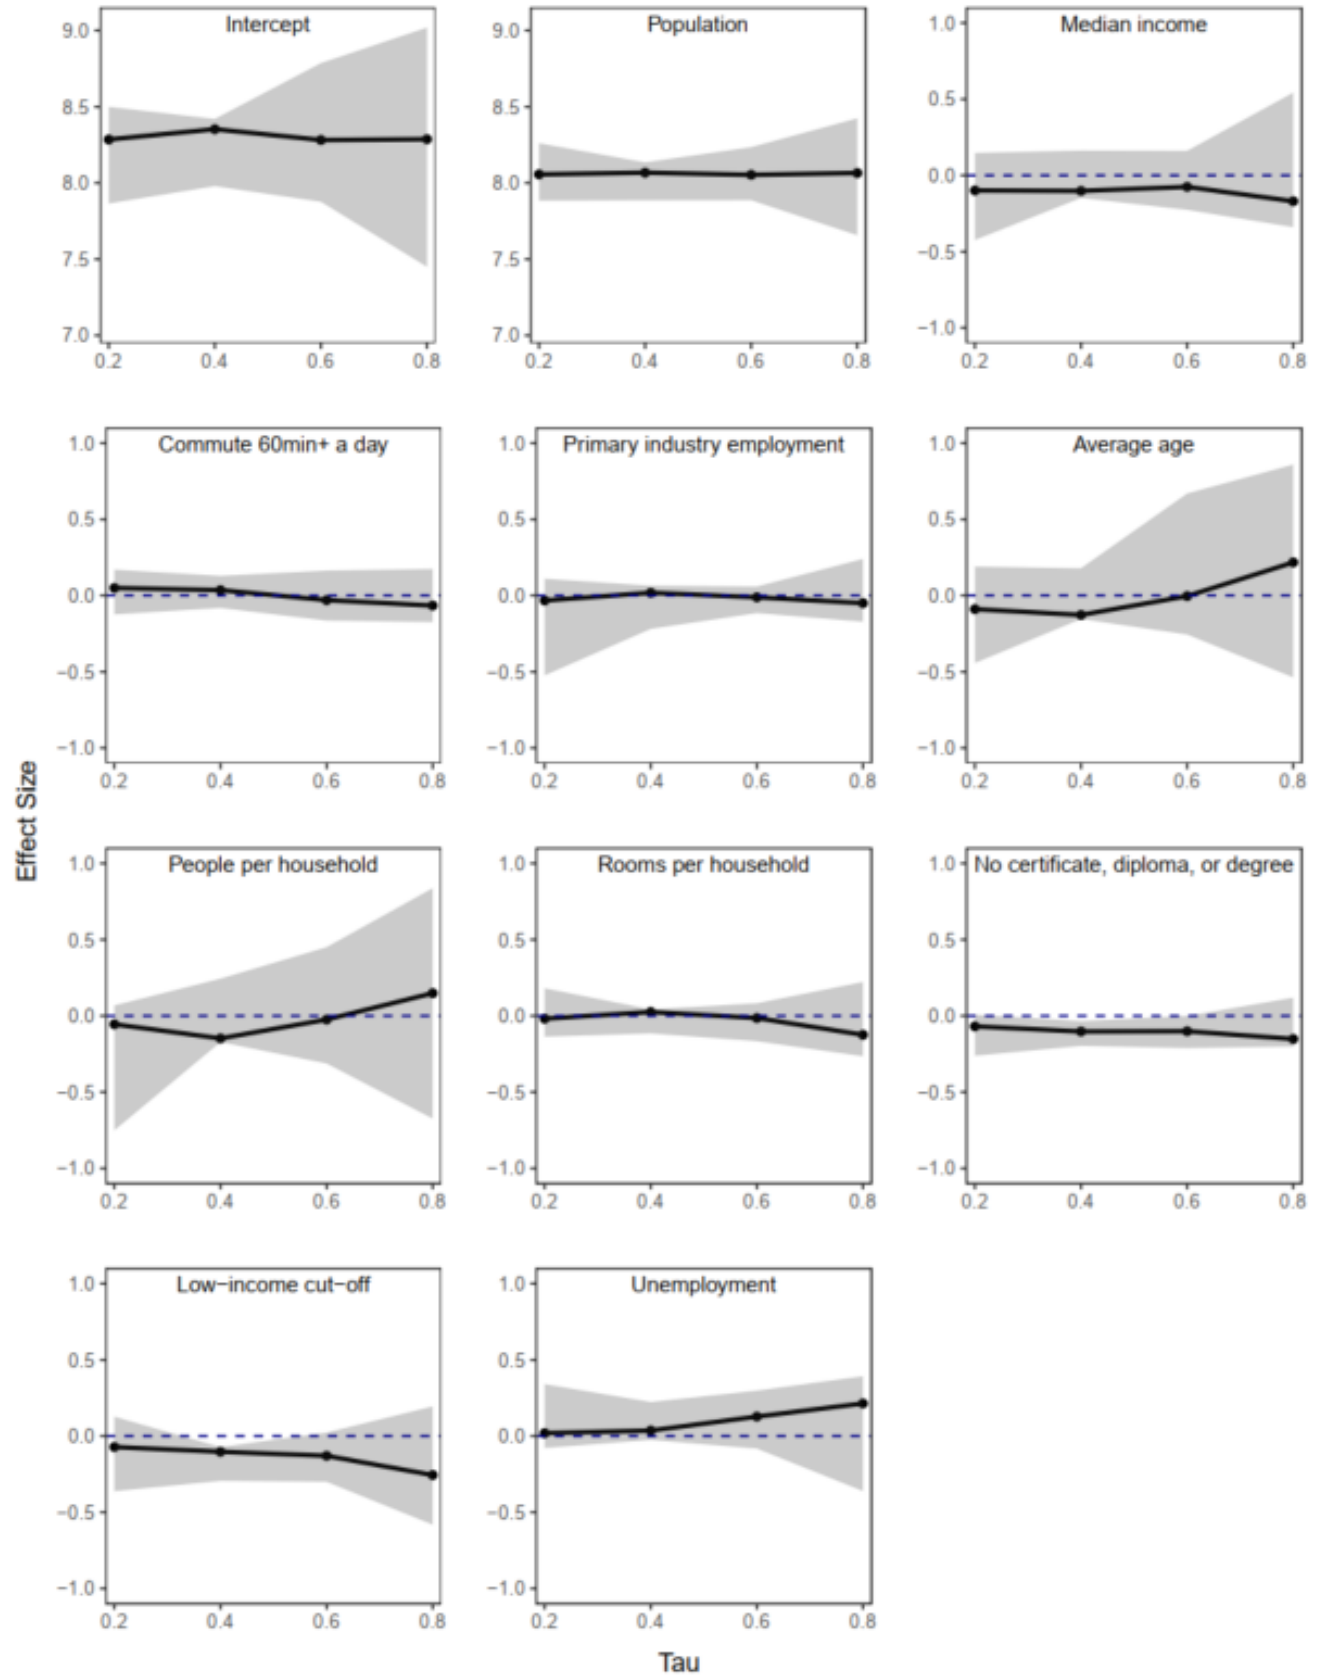 Intercept
Population
Median income
9.0
8.5
8.0
7.5
7.0
0.2 0.4 0.6 0.8
9.0
8.5
8.0
7.5
7.0
0.2 0.4 0.6 0.8
1.0
0.5
0.0
−0.5
−1.0
0.2 0.4 0.6 0.8
Commute 60min+ a day
Primary industry employment
Average age
1.0
0.5
0.0
−0.5
−1.0
0.2 0.4 0.6 0.8
1.0
0.5
0.0
−0.5
−1.0
0.2 0.4 0.6 0.8
1.0
0.5
0.0
−0.5
−1.0
0.2 0.4 0.6 0.8
Effect Size
People per household
Rooms per household
No certificate, diploma, or degree
1.0
0.5
0.0
−0.5
−1.0
0.2 0.4 0.6 0.8
1.0
0.5
0.0
−0.5
−1.0
0.2 0.4 0.6 0.8
1.0
0.5
0.0
−0.5
−1.0
0.2 0.4 0.6 0.8
Low−income cut−off
Unemployment
1.0
0.5
0.0
−0.5
−1.0
0.2 0.4 0.6 0.8
1.0
0.5
0.0
−0.5
−1.0
0.2 0.4 0.6 0.8
Tau